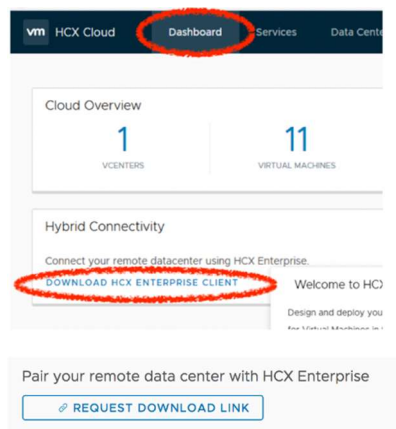 vm HCX Cloud Dashboard Services Data Cente
Cloud Overview
1 11
VCENTERS VIRTUAL MACHINES
Hybrid Connectivity
Connect your remote datacenter using HCX Enterprise.
DOWNLOAD HCX ENTERPRISE CLIENT
Welcome to HCX
Design and deploy you
for Virtual Machines in
Pair your remote data center with HCX Enterprise
REQUEST DOWNLOAD LINK